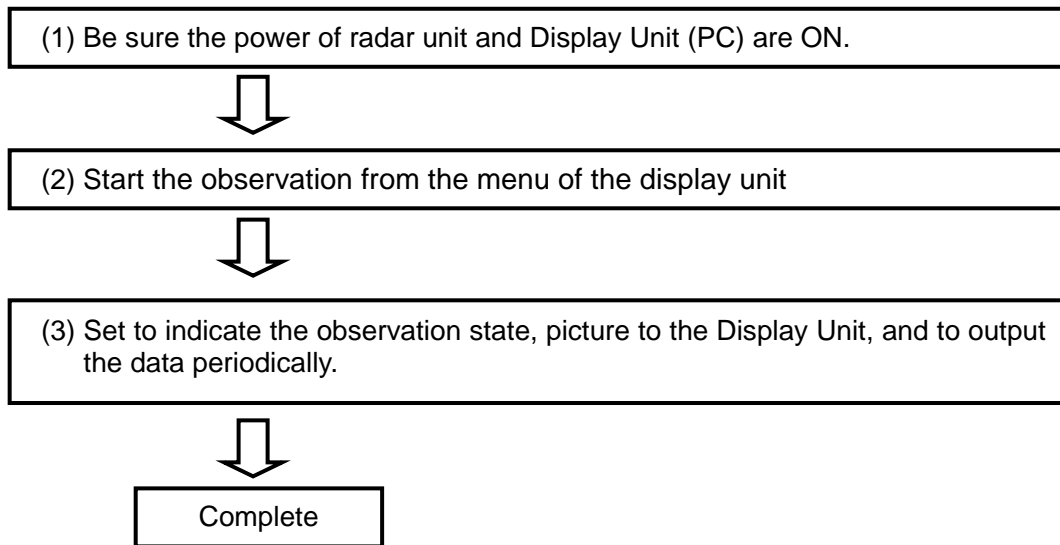 (1) Be sure the power of radar unit and Display Unit (PC) are ON.
(2) Start the observation from the menu of the display unit
(3) Set to indicate the observation state, picture to the Display Unit, and to output
the data periodically.
Complete